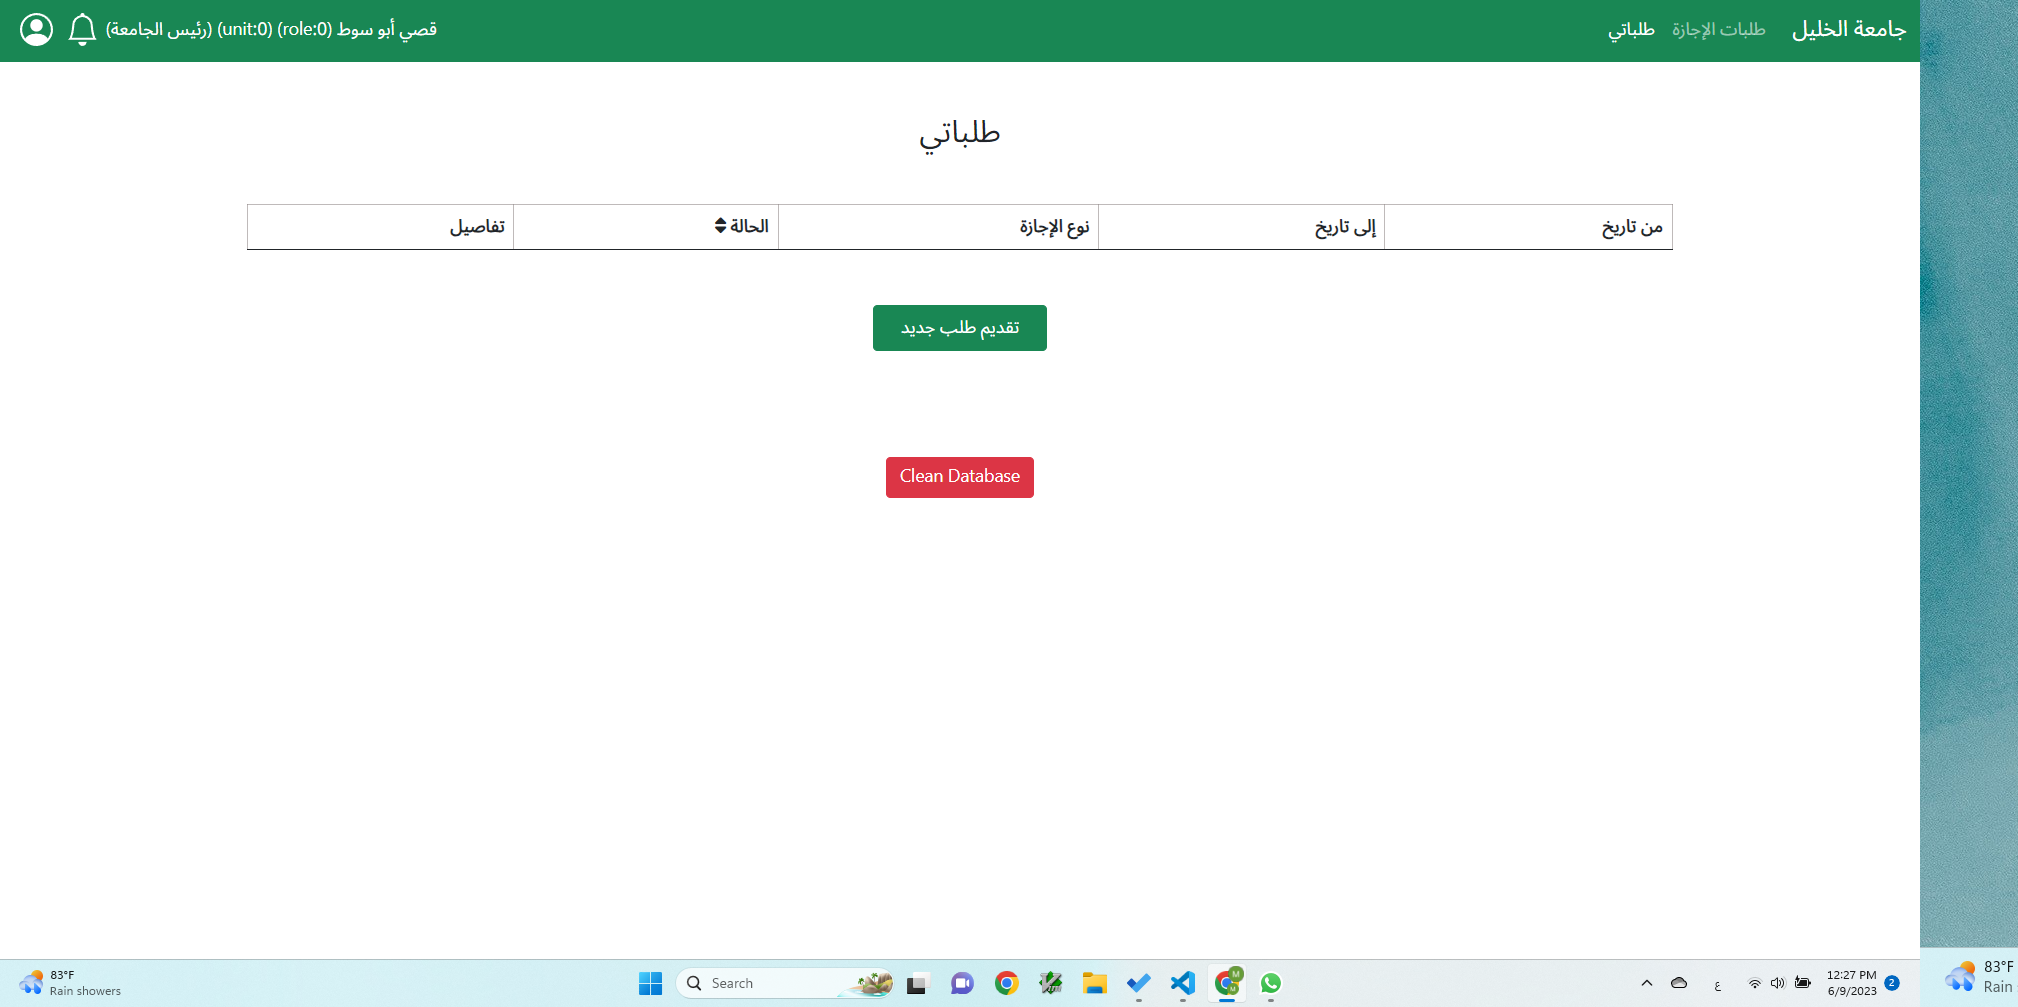 جامعة الخليل طلبات الإجازة طلباتي قصي أبو سوط (role:0) (unit:0) (رئيس الجامعة)
طلباتي
من تاريخ إلى تاريخ نوع الإجازة الحالة تفاصيل
تقديم طلب جديد
Clean Database
83°F
Rain showers
Search
ع
12:27 PM
6/9/2023
2
83°F
Rain
M
M